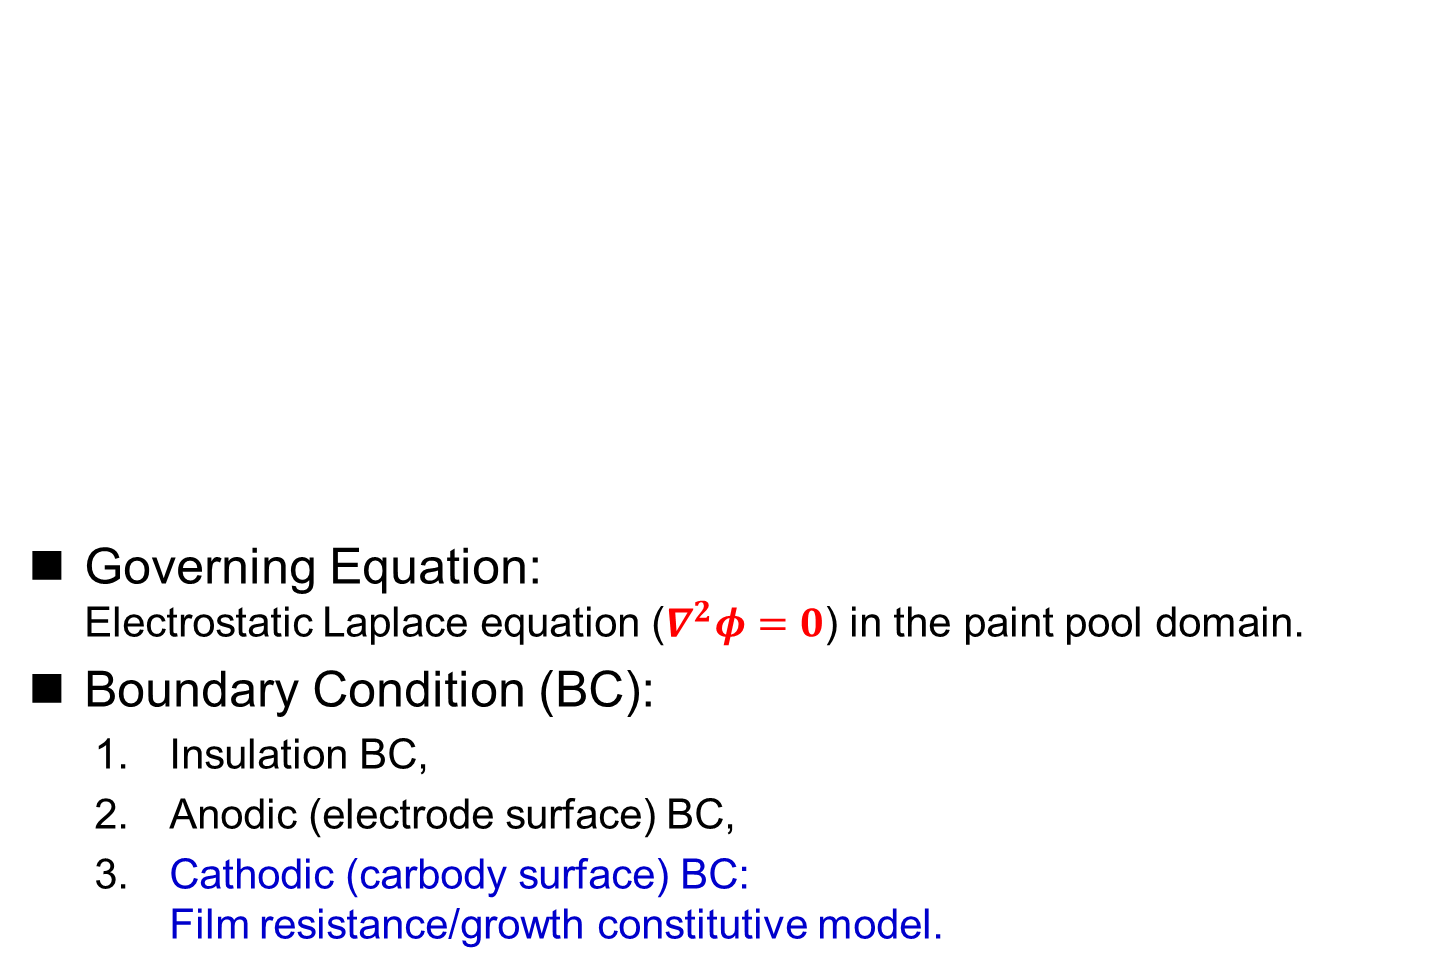 ■ Governing Equation:
Electrostatic Laplace equation (∇²ϕ = 0) in the paint pool domain.
■ Boundary Condition (BC):
1. Insulation BC,
2. Anodic (electrode surface) BC,
3. Cathodic (carbody surface) BC:
Film resistance/growth constitutive model.